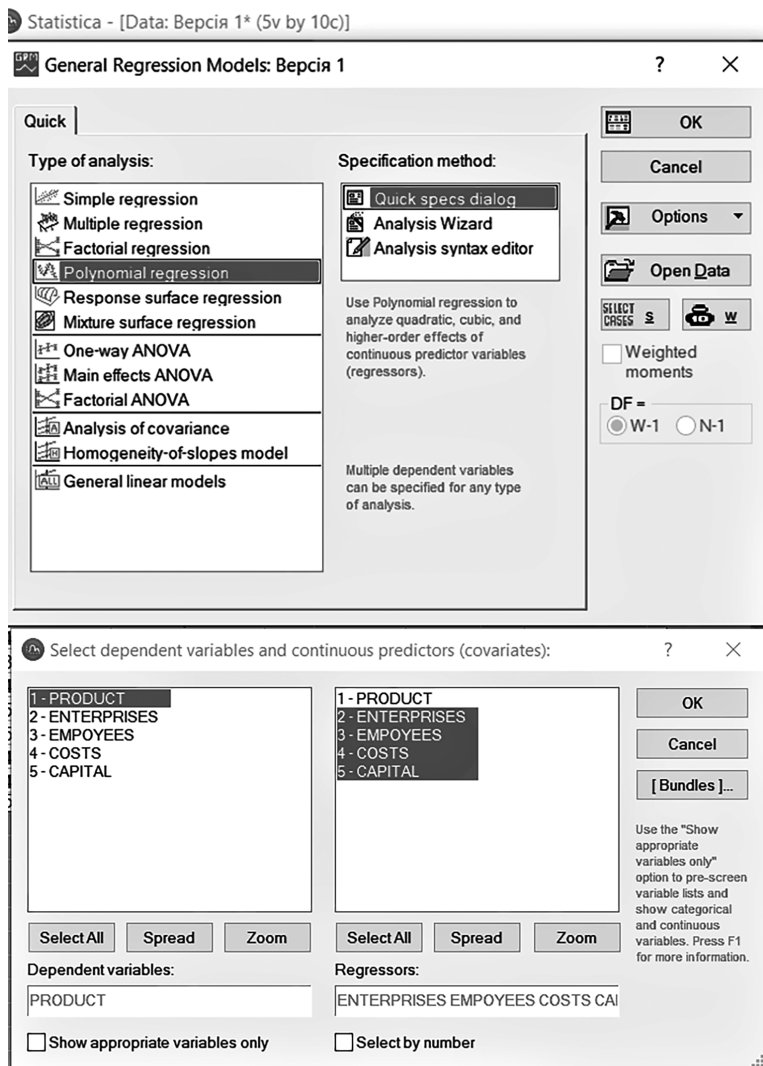 Statistica - [Data: Версія 1* (5v by 10c)]
GRM
General Regression Models: Версія 1
?
Quick
OK
Type of analysis:
Specification method:
Cancel
Simple regression
Multiple regression
Factorial regression
Polynomial regression
Response surface regression
Mixture surface regression
One-way ANOVA
Main effects ANOVA
Factorial ANOVA
Analysis of covariance
Homogeneity-of-slopes model
General linear models
Quick specs dialog
Analysis Wizard
Analysis syntax editor
Use Polynomial regression to
analyze quadratic, cubic, and
higher-order effects of
continuous predictor variables
(regressors).
Multiple dependent variables
can be specified for any type
of analysis.
Options
Open Data
SELECT
CASES S
W
Weighted
moments
DF =
W-1 N-1
Select dependent variables and continuous predictors (covariates):
?
1 - PRODUCT
2 - ENTERPRISES
3 - EMPOYEES
4 - COSTS
5 - CAPITAL
1 - PRODUCT
2 - ENTERPRISES
3 - EMPOYEES
4 - COSTS
5 - CAPITAL
OK
Cancel
[ Bundles ]...
Use the "Show
appropriate
variables only"
option to pre-screen
variable lists and
show categorical
and continuous
variables. Press F1
for more information.
Select All Spread Zoom
Select All Spread Zoom
Dependent variables:
Regressors:
PRODUCT
ENTERPRISES EMPOYEES COSTS CAI
Show appropriate variables only
Select by number